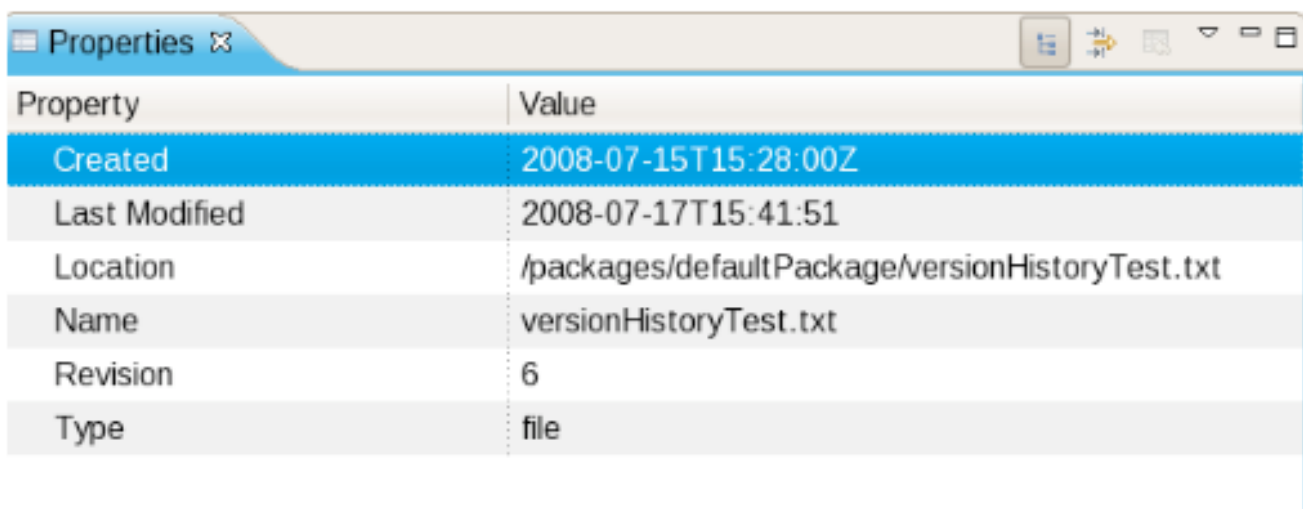 Properties
Property Value
Created 2008-07-15T15:28:00Z
Last Modified 2008-07-17T15:41:51
Location /packages/defaultPackage/versionHistoryTest.txt
Name versionHistoryTest.txt
Revision 6
Type file